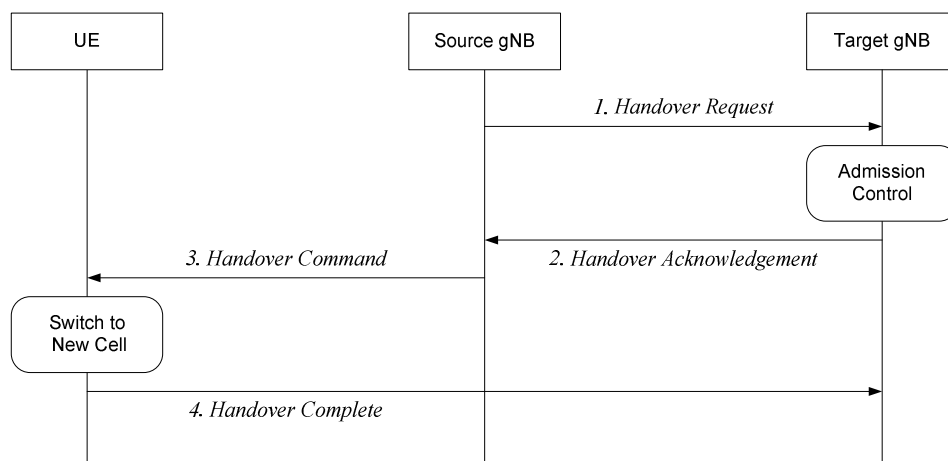 UE
Source gNB
Target gNB
1. Handover Request
Admission
Control
2. Handover Acknowledgement
3. Handover Command
Switch to
New Cell
4. Handover Complete